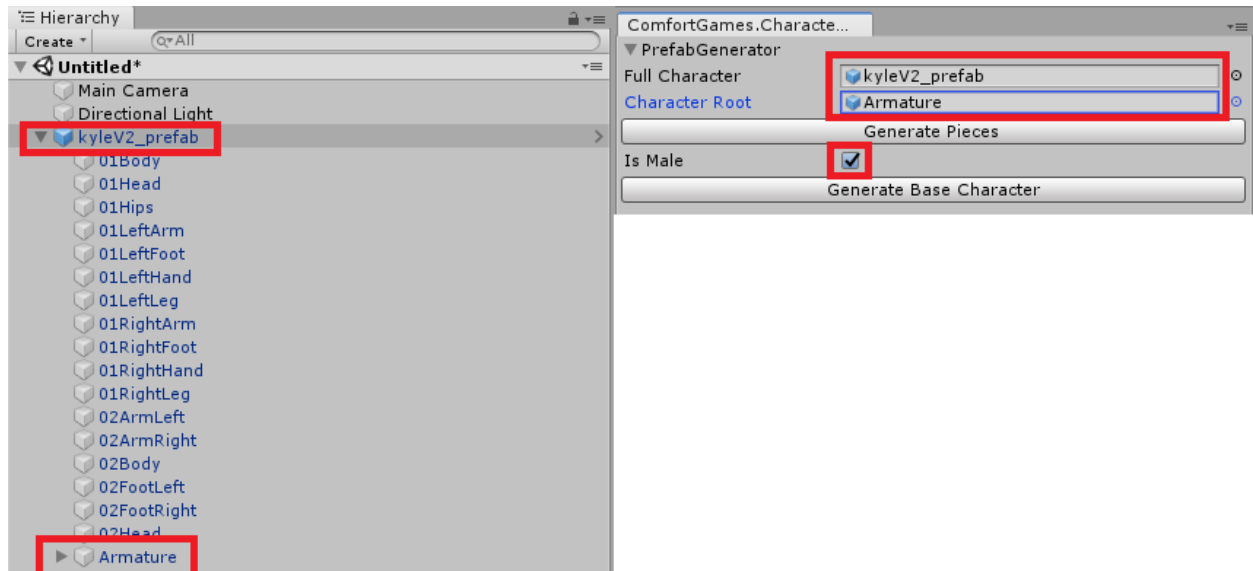 Hierarchy
Create
All
Untitled*
Main Camera
Directional Light
kyleV2_prefab
01Body
01Head
01Hips
01LeftArm
01LeftFoot
01LeftHand
01LeftLeg
01RightArm
01RightFoot
01RightHand
01RightLeg
02ArmLeft
02ArmRight
02Body
02FootLeft
02FootRight
02Head
Armature
ComfortGames.Characte...
PrefabGenerator
Full Character kyleV2_prefab
Character Root Armature
Generate Pieces
Is Male
Generate Base Character